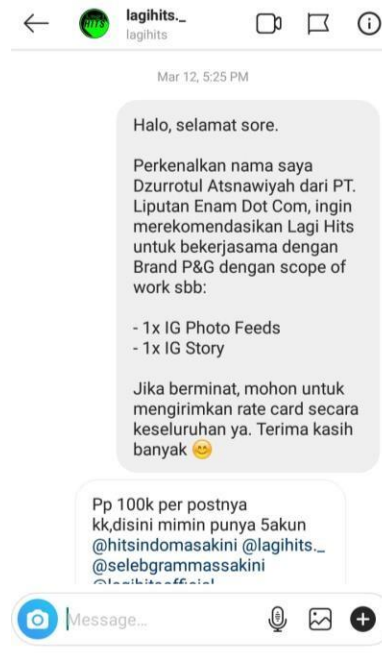 lagihits._
lagihits
HITS
Mar 12, 5:25 PM
Halo, selamat sore.
Perkenalkan nama saya
Dzurrotul Atsnawiyah dari PT.
Liputan Enam Dot Com, ingin
merekomendasikan Lagi Hits
untuk bekerjasama dengan
Brand P&G dengan scope of
work sbb:
- 1x IG Photo Feeds
- 1x IG Story
Jika berminat, mohon untuk
mengirimkan rate card secara
keseluruhan ya. Terima kasih
banyak 😊
Pp 100k per postnya
kk,disini mimin punya 5akun
@hitsindomasakini @lagihits._
@selebgrammassakini
Message...